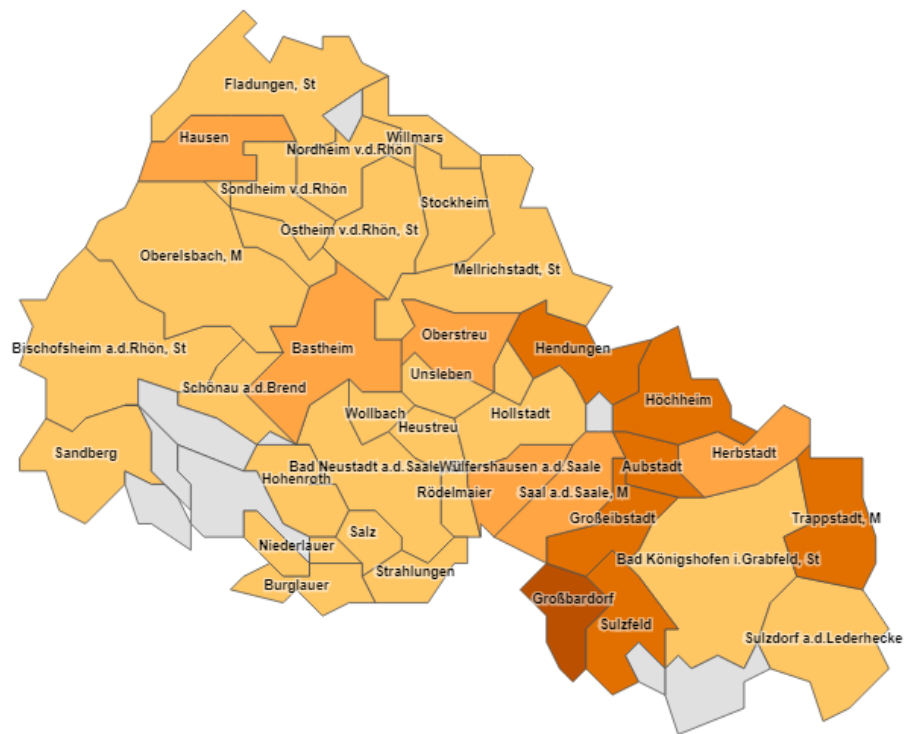 Fladungen, St
Hausen
Willmars
Nordheim v.d.Rhön
Sondheim v.d.Rhön
Stockheim
Ostheim v.d.Rhön, St
Oberelsbach, M
Mellrichstadt, St
Oberstreu
Bischofsheim a.d.Rhön, St
Bastheim
Hendungen
Unsleben
Schönau a.d.Brend
Höchheim
Wollbach
Hollstadt
Heustreu
Sandberg
Herbstadt
Bad Neustadt a.d.Saale, St
Wülfershausen a.d.Saale
Aubstadt
Hohenroth
Rödelmaier
Saal a.d.Saale, M
Großeibstadt
Trappstadt, M
Salz
Niederlauer
Bad Königshofen i.Grabfeld, St
Strahlungen
Burglauer
Großbardorf
Sulzfeld
Sulzdorf a.d.Lederhecke